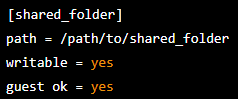 [shared_folder]
path = /path/to/shared_folder
writable = yes
guest ok = yes